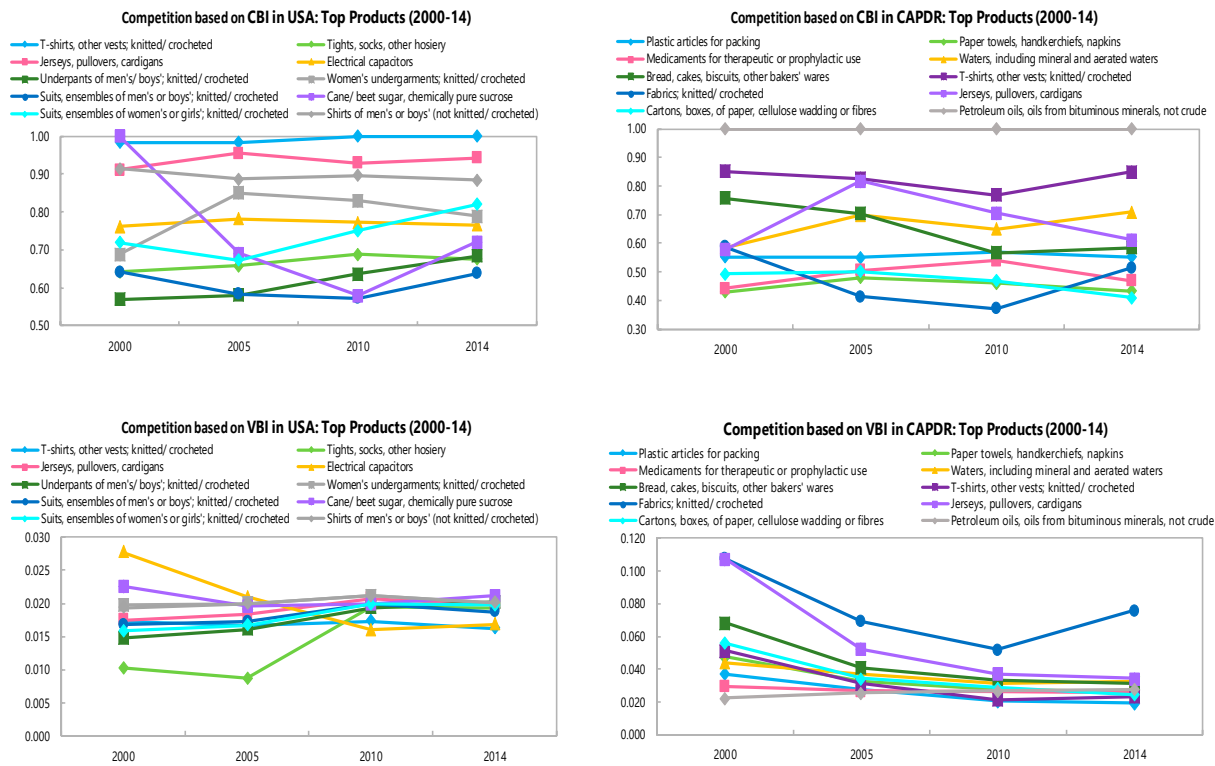 Competition based on CBI in USA: Top Products (2000-14)
T-shirts, other vests; knitted/ crocheted
Tights, socks, other hosiery
Jerseys, pullovers, cardigans
Electrical capacitors
Underpants of men's/ boys'; knitted/ crocheted
Women's undergarments; knitted/ crocheted
Suits, ensembles of men's or boys'; knitted/ crocheted
Cane/ beet sugar, chemically pure sucrose
Suits, ensembles of women's or girls'; knitted/ crocheted
Shirts of men's or boys' (not knitted/ crocheted)
1.00
0.90
0.80
0.70
0.60
0.50
2000 2005 2010 2014
Competition based on CBI in CAPDR: Top Products (2000-14)
Plastic articles for packing
Paper towels, handkerchiefs, napkins
Medicaments for therapeutic or prophylactic use
Waters, including mineral and aerated waters
Bread, cakes, biscuits, other bakers' wares
T-shirts, other vests; knitted/ crocheted
Fabrics; knitted/ crocheted
Jerseys, pullovers, cardigans
Cartons, boxes, of paper, cellulose wadding or fibres
Petroleum oils, oils from bituminous minerals, not crude
1.00
0.90
0.80
0.70
0.60
0.50
0.40
0.30
2000 2005 2010 2014
Competition based on VBI in USA: Top Products (2000-14)
T-shirts, other vests; knitted/ crocheted
Tights, socks, other hosiery
Jerseys, pullovers, cardigans
Electrical capacitors
Underpants of men's/ boys'; knitted/ crocheted
Women's undergarments; knitted/ crocheted
Suits, ensembles of men's or boys'; knitted/ crocheted
Cane/ beet sugar, chemically pure sucrose
Suits, ensembles of women's or girls'; knitted/ crocheted
Shirts of men's or boys' (not knitted/ crocheted)
0.030
0.025
0.020
0.015
0.010
0.005
0.000
2000 2005 2010 2014
Competition based on VBI in CAPDR: Top Products (2000-14)
Plastic articles for packing
Paper towels, handkerchiefs, napkins
Medicaments for therapeutic or prophylactic use
Waters, including mineral and aerated waters
Bread, cakes, biscuits, other bakers' wares
T-shirts, other vests; knitted/ crocheted
Fabrics; knitted/ crocheted
Jerseys, pullovers, cardigans
Cartons, boxes, of paper, cellulose wadding or fibres
Petroleum oils, oils from bituminous minerals, not crude
0.120
0.100
0.080
0.060
0.040
0.020
0.000
2000 2005 2010 2014